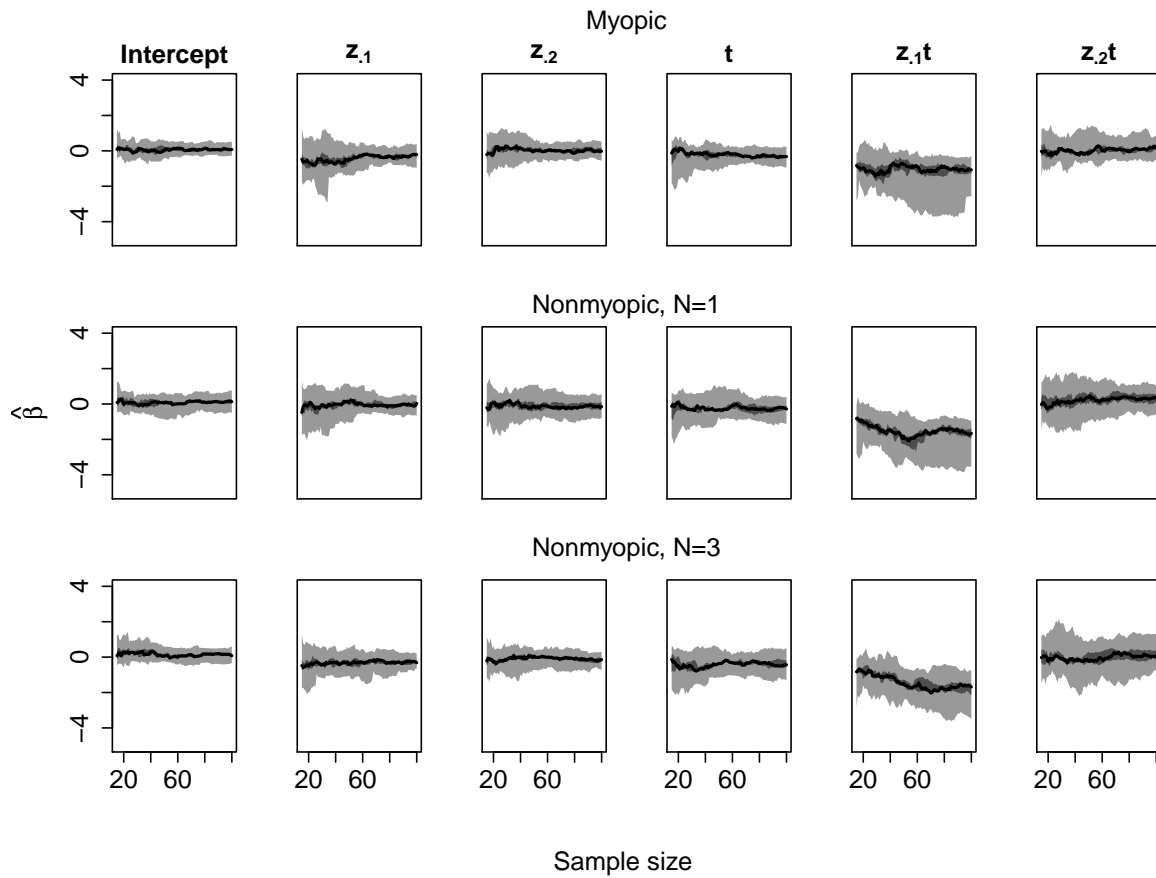 Myopic
Intercept z.1 z.2 t z.1t z.2t
4
0
−4
Nonmyopic, N=1
4
0
−4
β̂
Nonmyopic, N=3
4
0
−4
20 60 20 60 20 60 20 60 20 60 20 60
Sample size